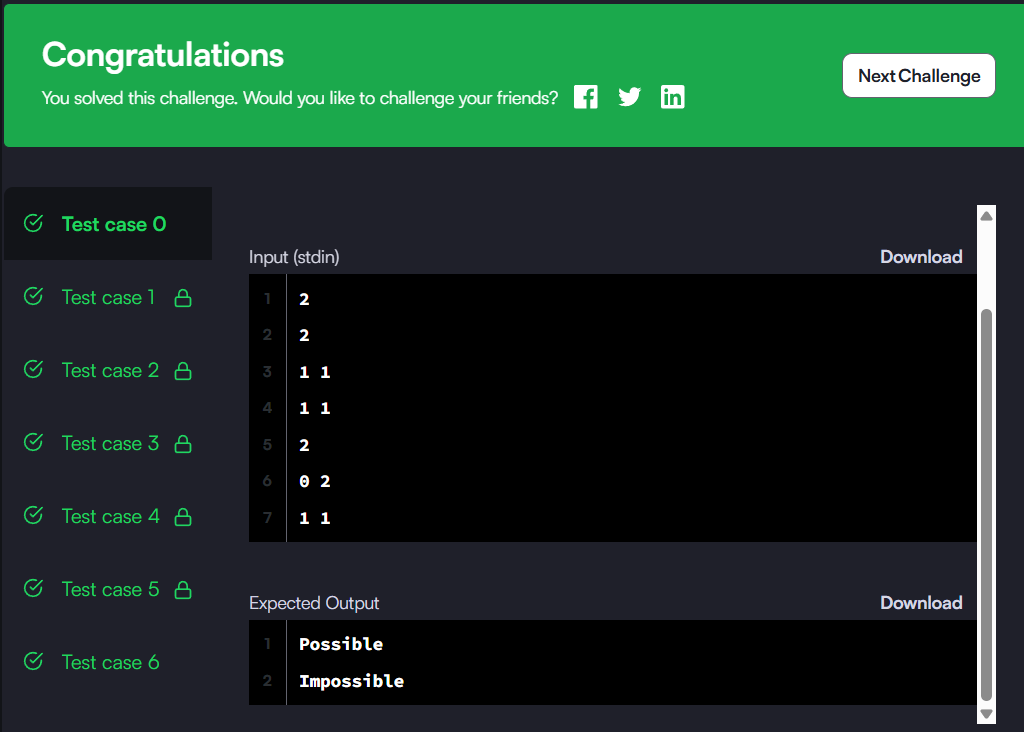 Congratulations
You solved this challenge. Would you like to challenge your friends?
Next Challenge
Test case 0
Test case 1
Test case 2
Test case 3
Test case 4
Test case 5
Test case 6
Input (stdin)
Download
1 2
2 2
3 1 1
4 1 1
5 2
6 0 2
7 1 1
Expected Output
Download
1 Possible
2 Impossible